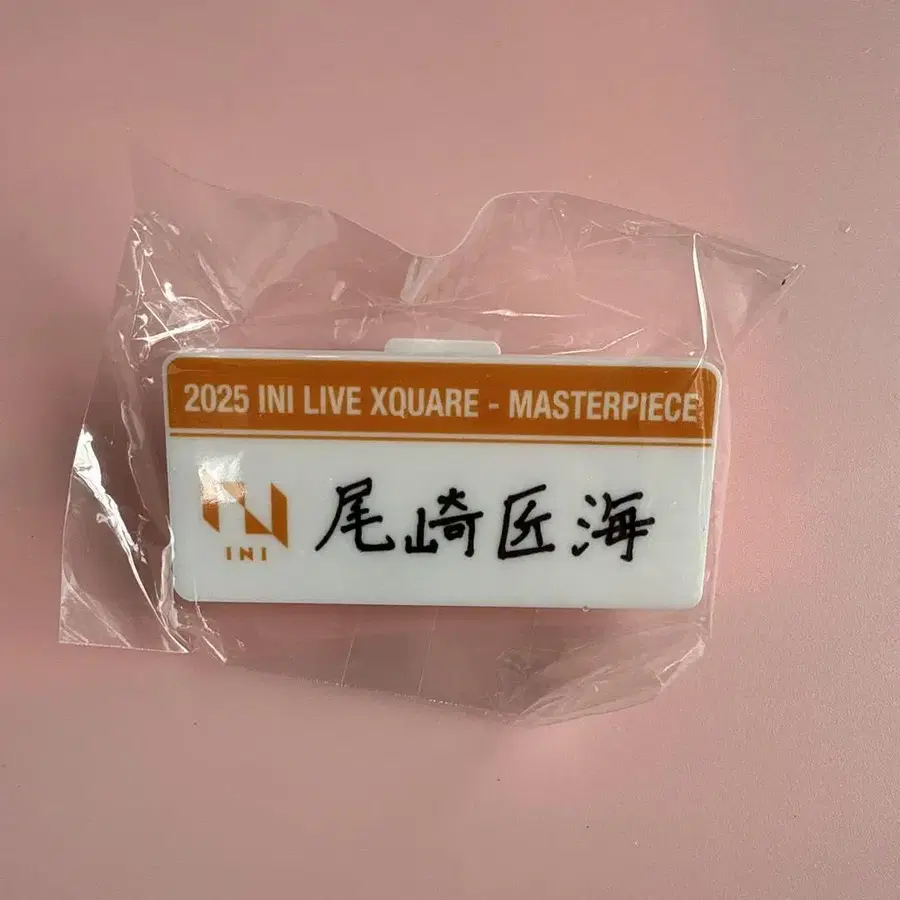 2025 INI LIVE XQUARE - MASTERPIECE
尾崎匠海
INI